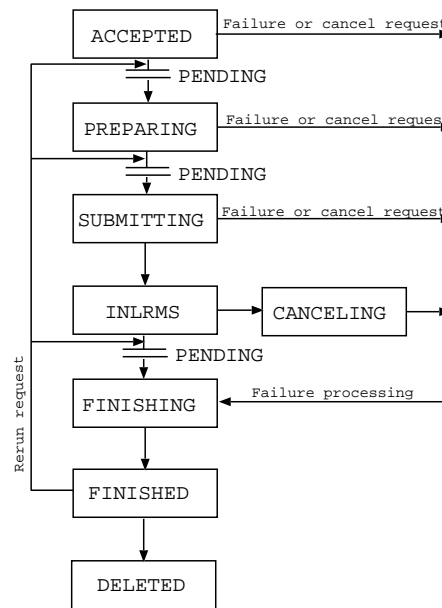 ACCEPTED
Failure or cancel request
PENDING
PREPARING
Failure or cancel request
PENDING
SUBMITTING
Failure or cancel request
INLRMS
CANCELING
PENDING
FINISHING
Failure processing
Rerun request
FINISHED
DELETED